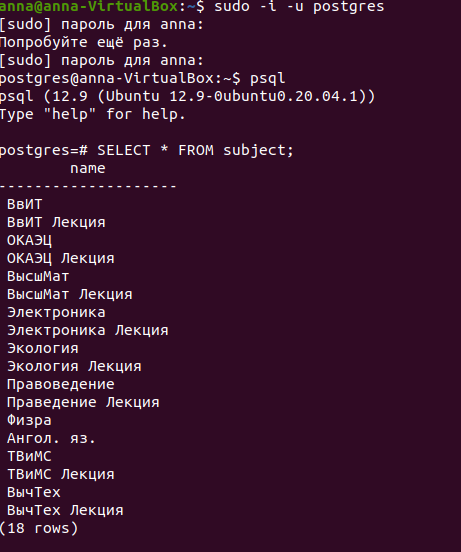 anna@anna-VirtualBox:~$ sudo -i -u postgres
[sudo] пароль для anna:
Попробуйте ещё раз.
[sudo] пароль для anna:
postgres@anna-VirtualBox:~$ psql
psql (12.9 (Ubuntu 12.9-0ubuntu0.20.04.1))
Type "help" for help.
postgres=# SELECT * FROM subject;
name
--------------------
ВвИТ
ВвИТ Лекция
ОКАЭЦ
ОКАЭЦ Лекция
ВысшМат
ВысшМат Лекция
Электроника
Электроника Лекция
Экология
Экология Лекция
Правоведение
Праведение Лекция
Физра
Ангол. яз.
ТВиМС
ТВиМС Лекция
ВычТех
ВычТех Лекция
(18 rows)